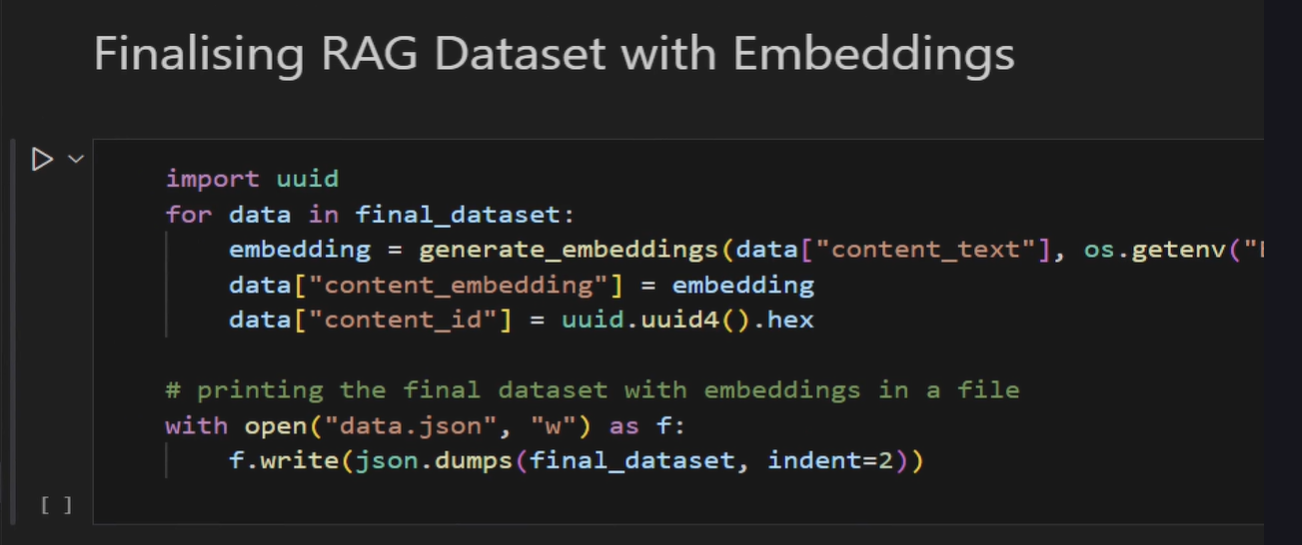 Finalising RAG Dataset with Embeddings
import uuid
for data in final_dataset:
    embedding = generate_embeddings(data["content_text"], os.getenv("
    data["content_embedding"] = embedding
    data["content_id"] = uuid.uuid4().hex
# printing the final dataset with embeddings in a file
with open("data.json", "w") as f:
    f.write(json.dumps(final_dataset, indent=2))
[ ]